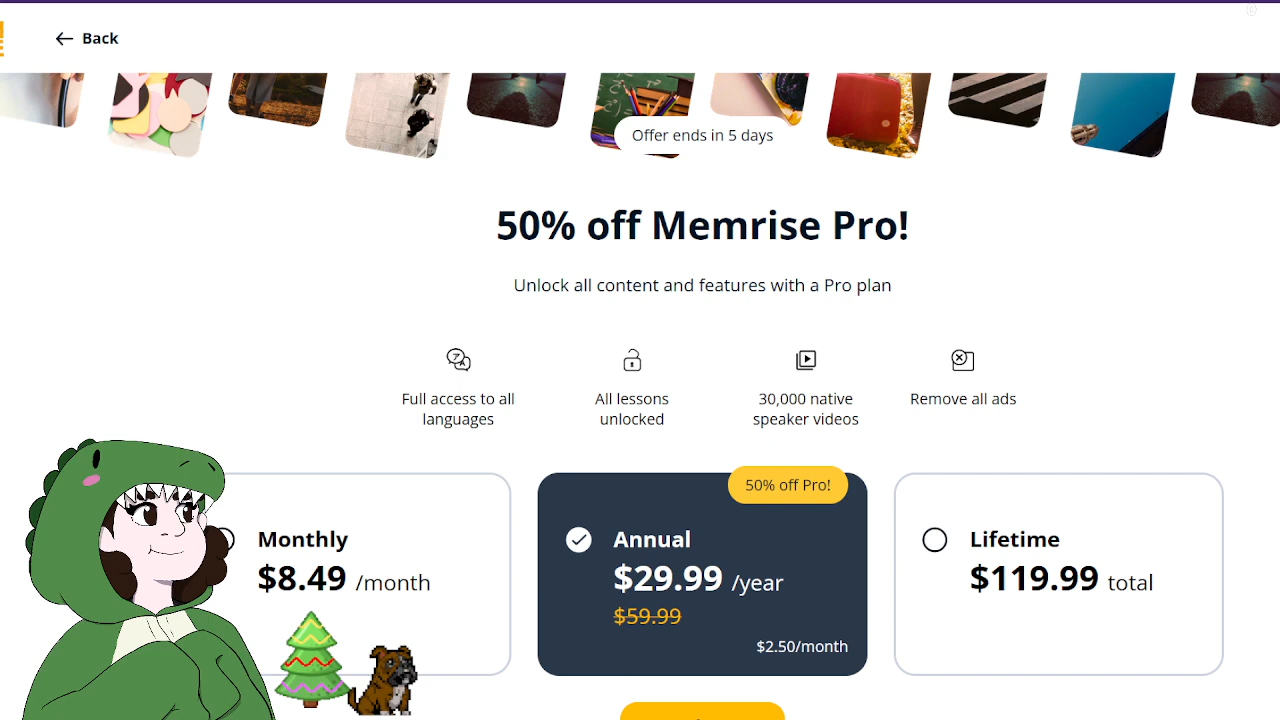 Back
Offer ends in 5 days
50% off Memrise Pro!
Unlock all content and features with a Pro plan
Full access to all
languages
All lessons
unlocked
30,000 native
speaker videos
Remove all ads
Monthly
$8.49 /month
50% off Pro!
Annual
$29.99 /year
$59.99
$2.50/month
Lifetime
$119.99 total